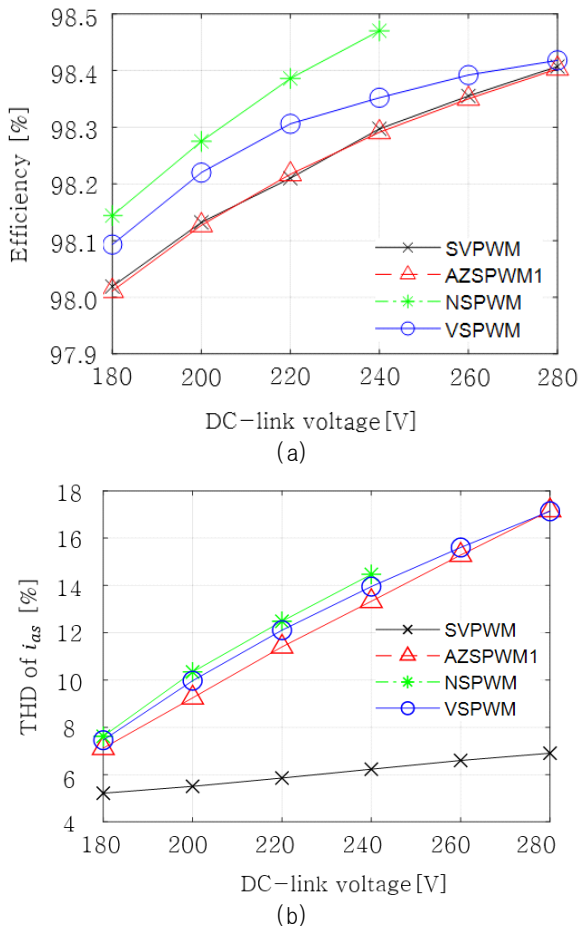 98.5
98.4
98.3
98.2
98.1
98.0
97.9
Efficiency [%]
SVPWM
AZSPWM1
NSPWM
VSPWM
180 200 220 240 260 280
DC-link voltage[V]
(a)
18
16
14
12
10
8
6
4
THD of ias [%]
SVPWM
AZSPWM1
NSPWM
VSPWM
180 200 220 240 260 280
DC-link voltage[V]
(b)